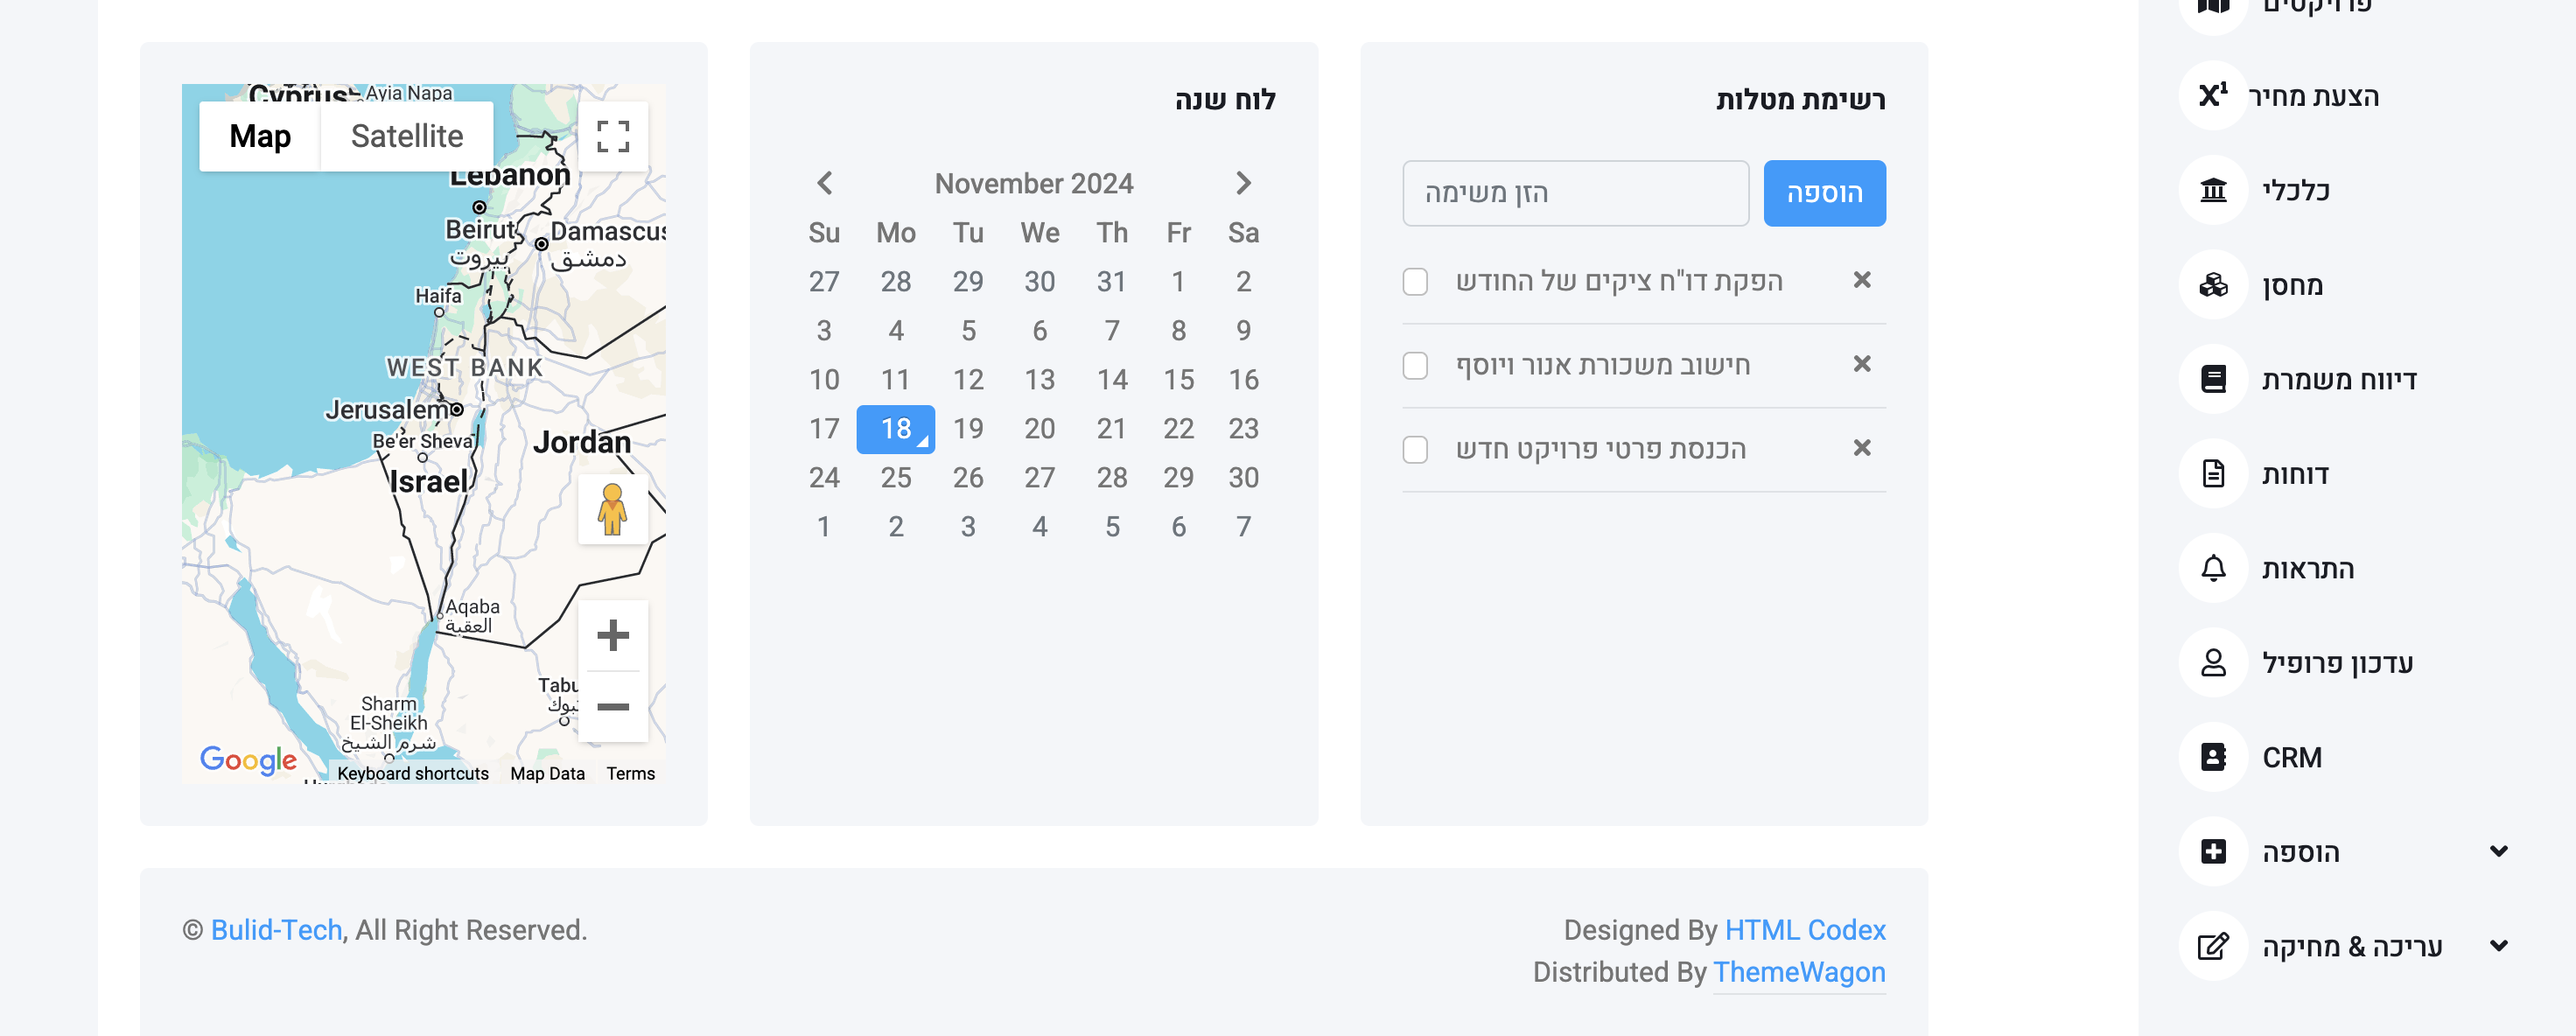 פרויקטים
הצעת מחיר
כלכלי
מחסן
דיווח משמרת
דוחות
התראות
עדכון פרופיל
CRM
הוספה
עריכה & מחיקה
רשימת מטלות
הוספה
הזן משימה
הפקת דו"ח ציקים של החודש
חישוב משכורת אנור ויוסף
הכנסת פרטי פרויקט חדש
לוח שנה
November 2024
Su Mo Tu We Th Fr Sa
27 28 29 30 31 1 2
3 4 5 6 7 8 9
10 11 12 13 14 15 16
17 18 19 20 21 22 23
24 25 26 27 28 29 30
1 2 3 4 5 6 7
Cyprus
Ayia Napa
Map Satellite
Lebanon
Beirut
بيروت
Damascus
دمشق
Haifa
WEST BANK
Jerusalem
Be'er Sheva
Jordan
Israel
Aqaba
العقبة
Sharm
El-Sheikh
شرم الشيخ
Google
Keyboard shortcuts Map Data Terms
© Bulid-Tech, All Right Reserved.
Designed By HTML Codex
Distributed By ThemeWagon